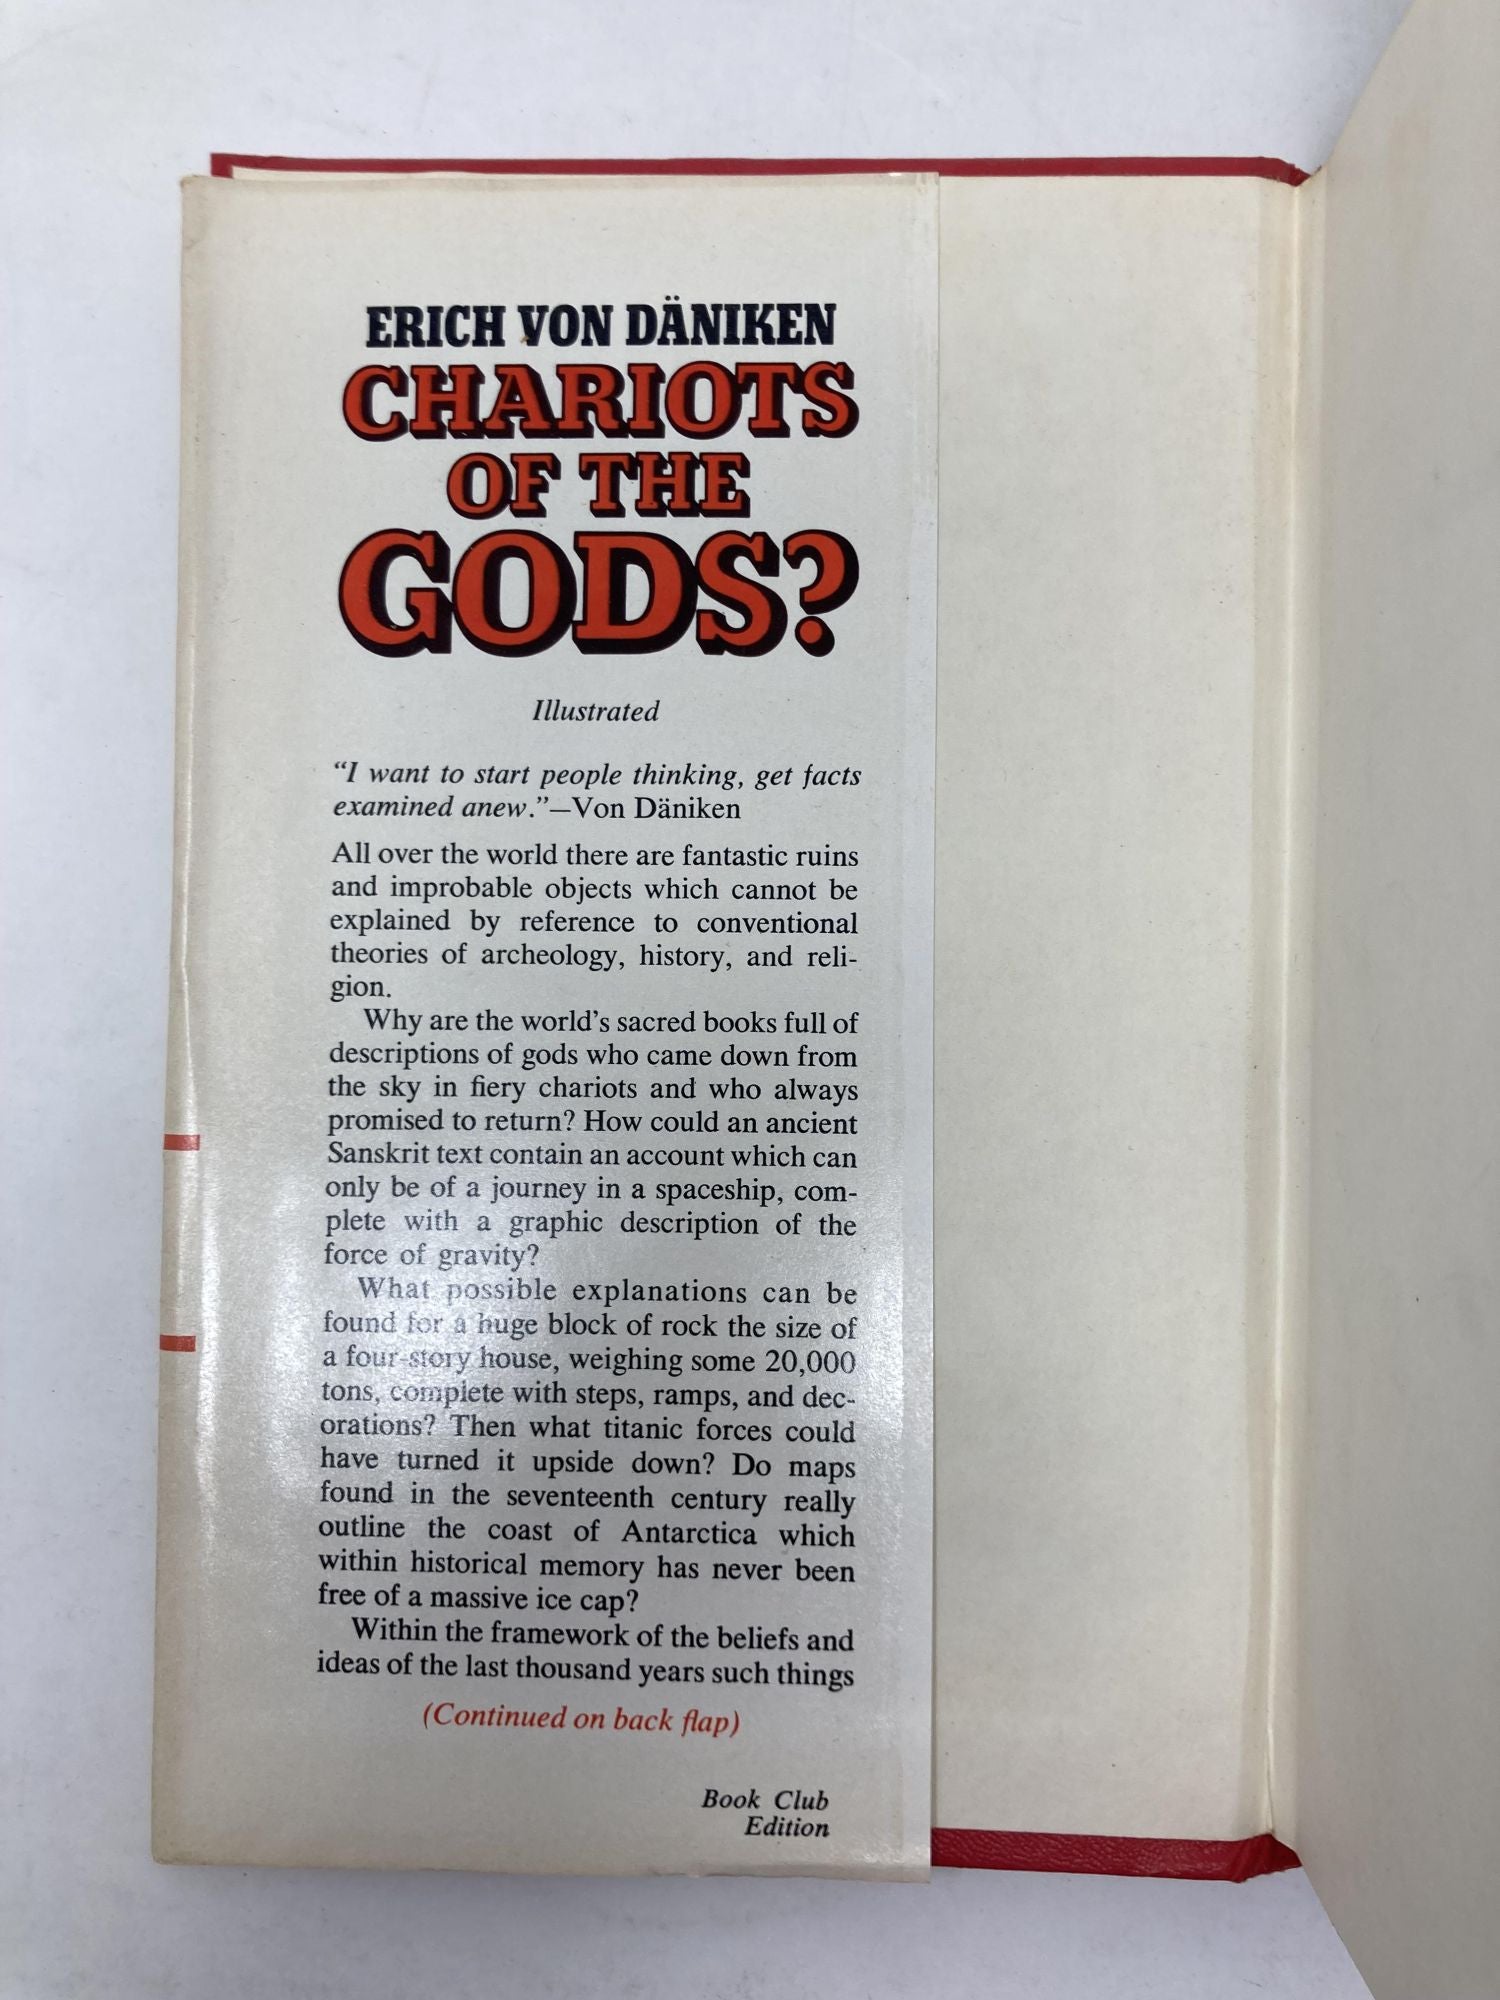 ERICH VON DÄNIKEN
CHARIOTS
OF THE
GODS?
Illustrated
“I want to start people thinking, get facts
examined anew.”—Von Däniken
All over the world there are fantastic ruins
and improbable objects which cannot be
explained by reference to conventional
theories of archeology, history, and reli-
gion.
Why are the world's sacred books full of
descriptions of gods who came down from
the sky in fiery chariots and who always
promised to return? How could an ancient
Sanskrit text contain an account which can
only be of a journey in a spaceship, com-
plete with a graphic description of the
force of gravity?
What possible explanations can be
found for a huge block of rock the size of
a four-story house, weighing some 20,000
tons, complete with steps, ramps, and dec-
orations? Then what titanic forces could
have turned it upside down? Do maps
found in the seventeenth century really
outline the coast of Antarctica which
within historical memory has never been
free of a massive ice cap?
Within the framework of the beliefs and
ideas of the last thousand years such things
(Continued on back flap)
Book Club
Edition